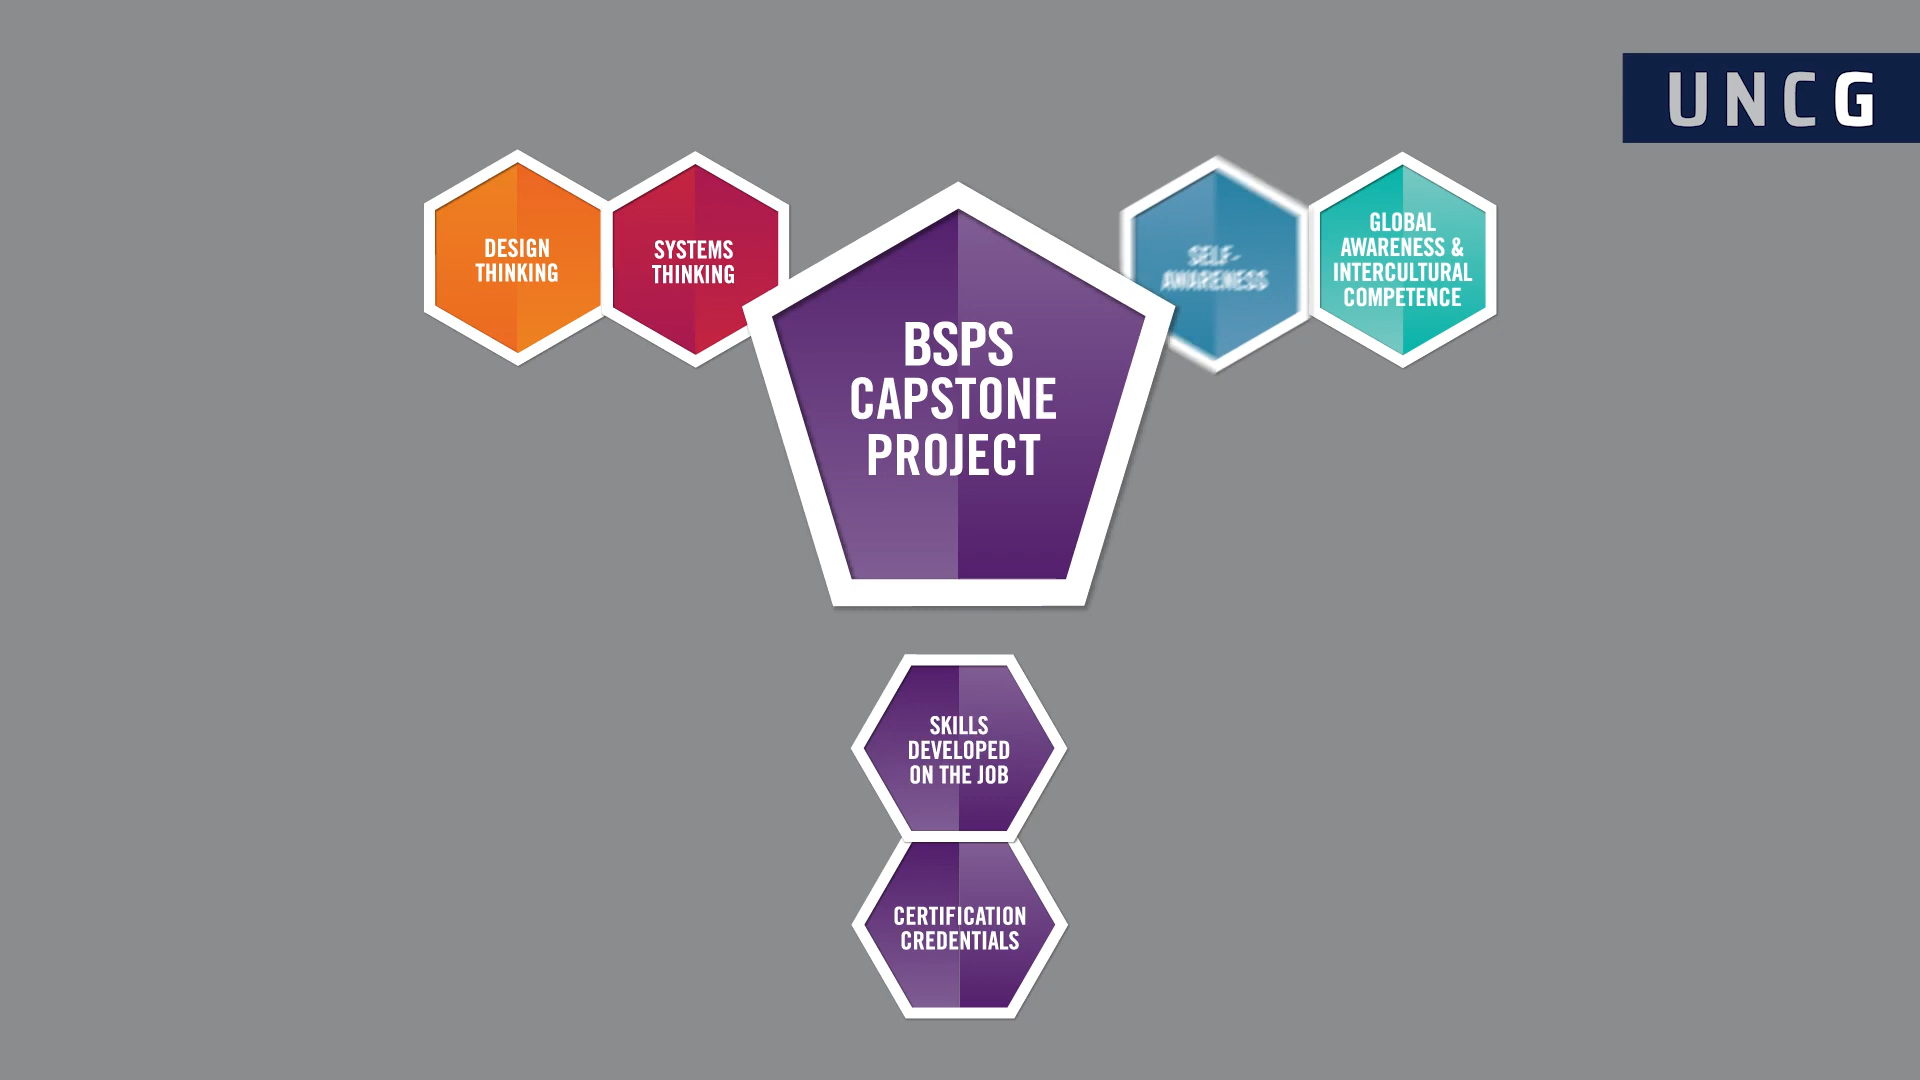 UNCG
DESIGN
THINKING
SYSTEMS
THINKING
BSPS
CAPSTONE
PROJECT
SELF-
AWARENESS
GLOBAL
AWARENESS &
INTERCULTURAL
COMPETENCE
SKILLS
DEVELOPED
ON THE JOB
CERTIFICATION
CREDENTIALS